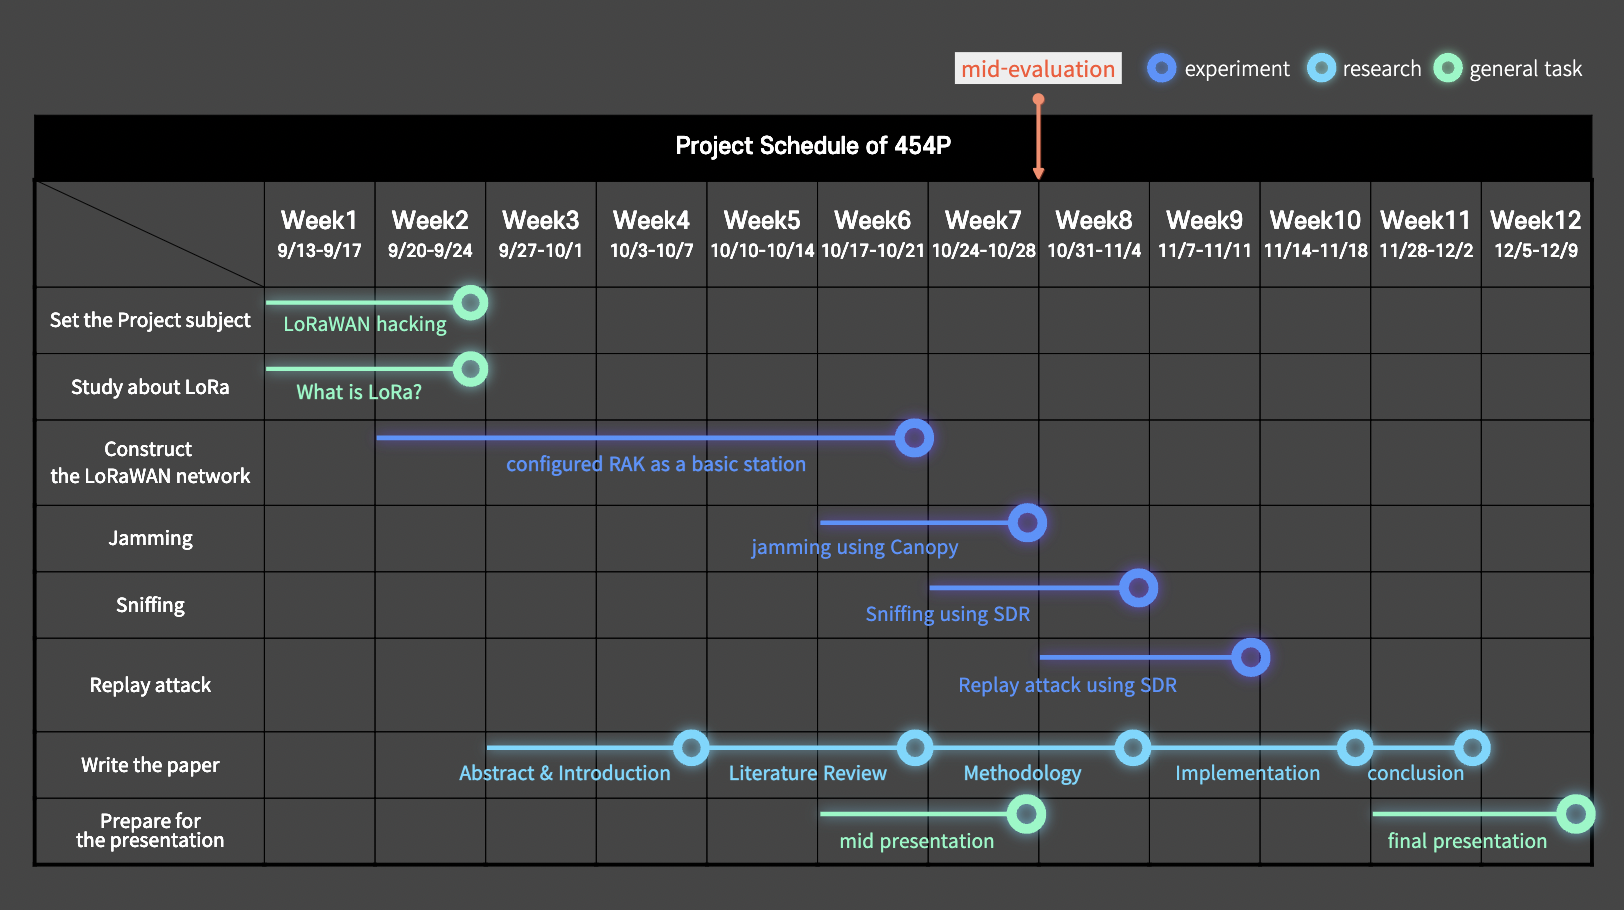 mid-evaluation
experiment
research
general task
Project Schedule of 454P
Week1
9/13-9/17
Week2
9/20-9/24
Week3
9/27-10/1
Week4
10/3-10/7
Week5
10/10-10/14
Week6
10/17-10/21
Week7
10/24-10/28
Week8
10/31-11/4
Week9
11/7-11/11
Week10
11/14-11/18
Week11
11/28-12/2
Week12
12/5-12/9
Set the Project subject
LoRaWAN hacking
Study about LoRa
What is LoRa?
Construct
the LoRaWAN network
configured RAK as a basic station
Jamming
jamming using Canopy
Sniffing
Sniffing using SDR
Replay attack
Replay attack using SDR
Write the paper
Abstract & Introduction
Literature Review
Methodology
Implementation
conclusion
Prepare for
the presentation
mid presentation
final presentation